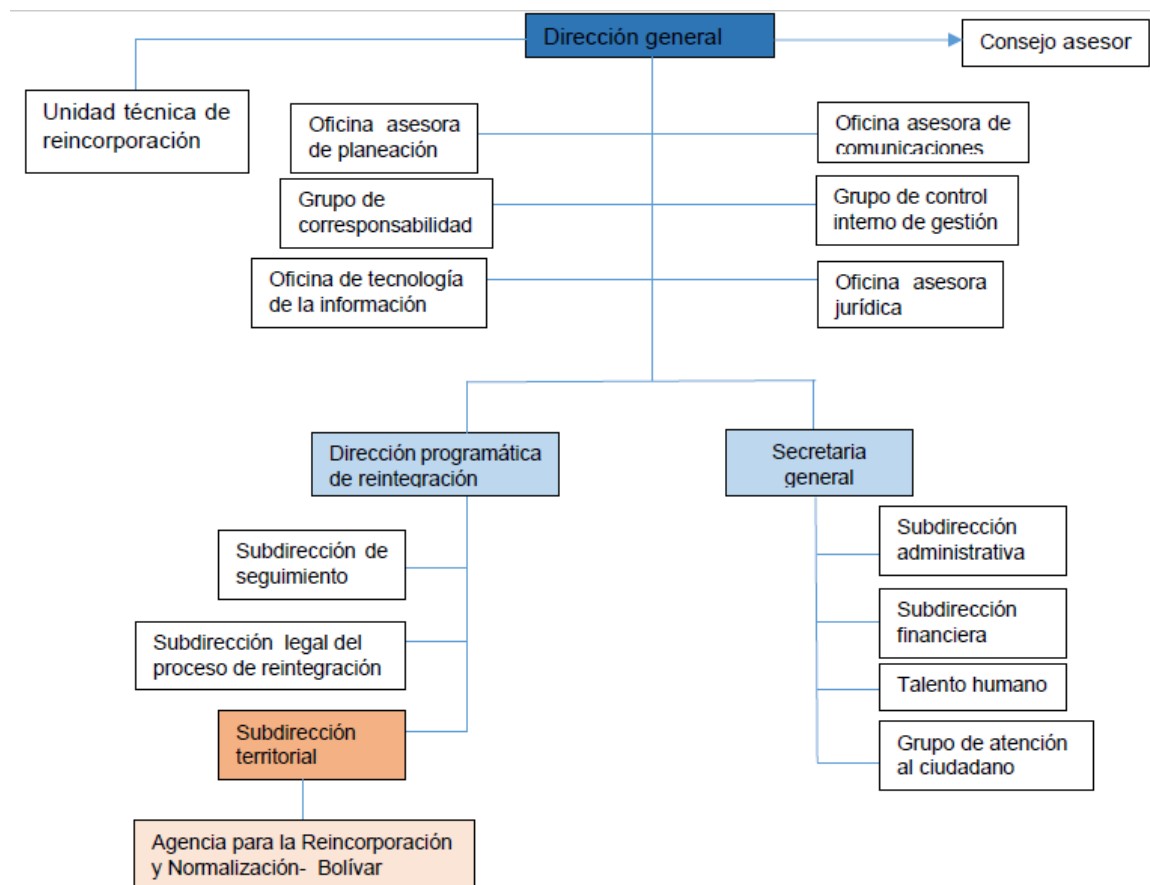 Dirección general
Consejo asesor
Unidad técnica de
reincorporación
Oficina asesora
de planeación
Oficina asesora de
comunicaciones
Grupo de
corresponsabilidad
Grupo de control
interno de gestión
Oficina de tecnología
de la información
Oficina asesora
jurídica
Dirección programática
de reintegración
Secretaria
general
Subdirección de
seguimiento
Subdirección legal del
proceso de reintegración
Subdirección
territorial
Agencia para la Reincorporación
y Normalización- Bolívar
Subdirección
administrativa
Subdirección
financiera
Talento humano
Grupo de atención
al ciudadano